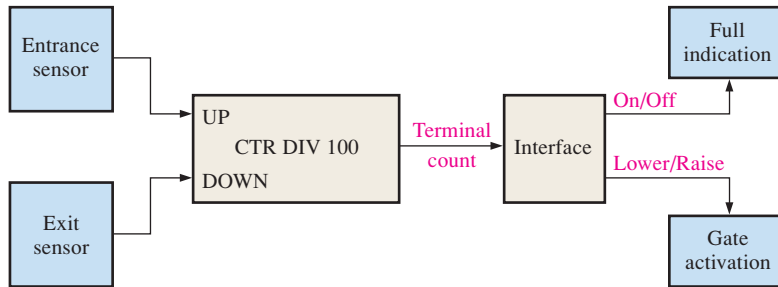 Entrance
sensor
Exit
sensor
UP
CTR DIV 100
DOWN
Terminal
count
Interface
On/Off
Lower/Raise
Full
indication
Gate
activation